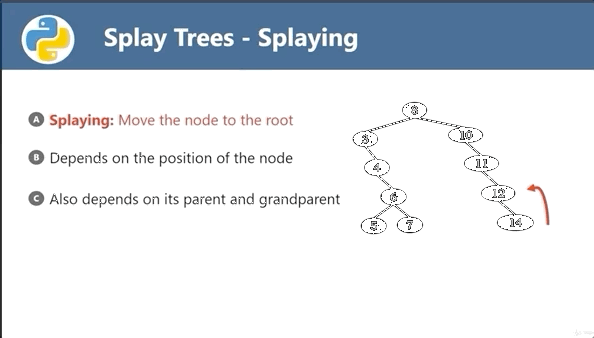 Splay Trees - Splaying
A Splaying: Move the node to the root
B Depends on the position of the node
C Also depends on its parent and grandparent
8
3 10
4 11
6 12
5 7 14